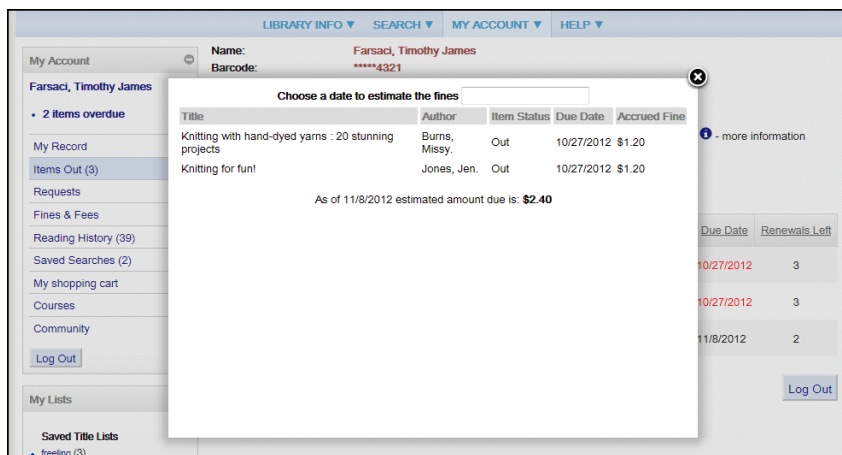 LIBRARY INFO ▼ SEARCH ▼ MY ACCOUNT ▼ HELP ▼
My Account
Name: Farsaci, Timothy James
Barcode: *****4321
Farsaci, Timothy James
• 2 items overdue
My Record
Items Out (3)
Requests
Fines & Fees
Reading History (39)
Saved Searches (2)
My shopping cart
Courses
Community
Log Out
My Lists
Saved Title Lists
• freeling (3)
Choose a date to estimate the fines
Title Author Item Status Due Date Accrued Fine
Knitting with hand-dyed yarns : 20 stunning projects Burns, Missy. Out 10/27/2012 $1.20
Knitting for fun! Jones, Jen. Out 10/27/2012 $1.20
As of 11/8/2012 estimated amount due is: $2.40
- more information
Due Date Renewals Left
10/27/2012 3
10/27/2012 3
11/8/2012 2
Log Out